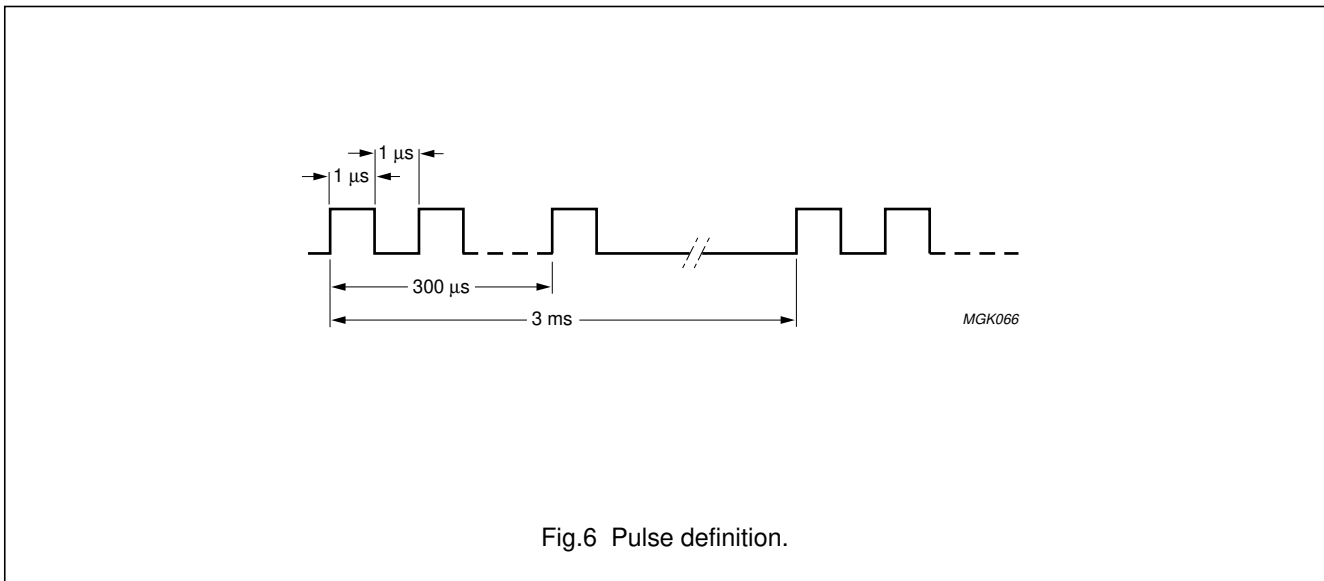 1 μs
1 μs
300 μs
3 ms
MGK066
Fig.6 Pulse definition.